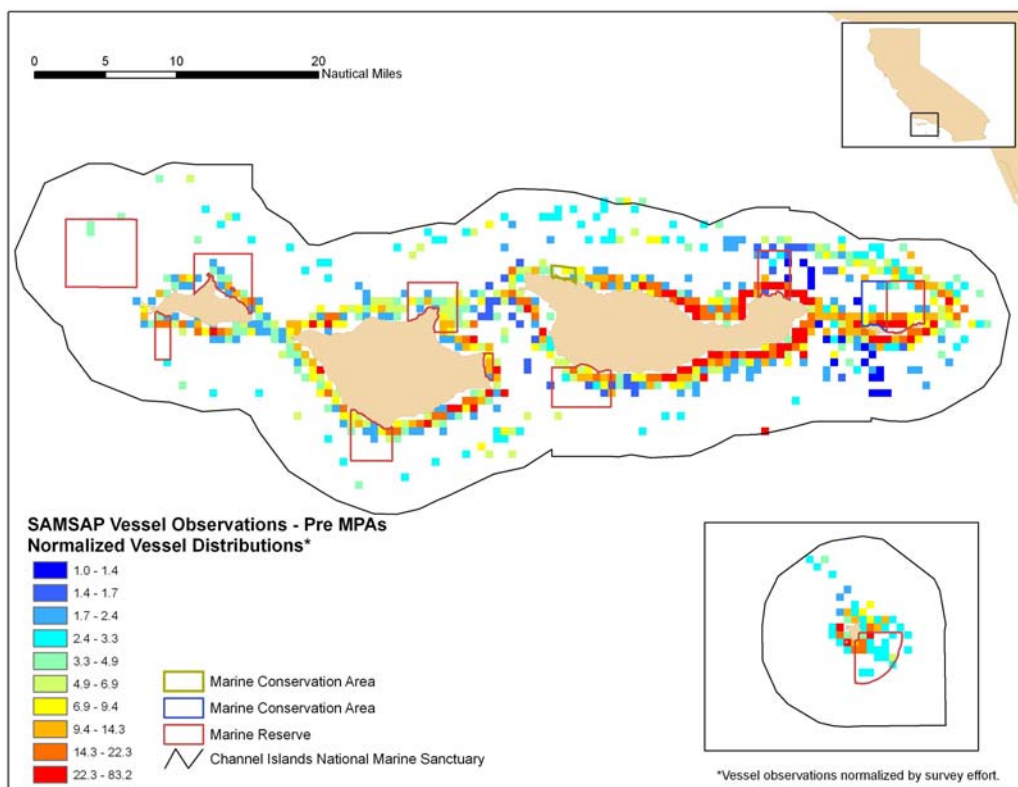 0 5 10 20
Nautical Miles
SAMSAP Vessel Observations - Pre MPAs
Normalized Vessel Distributions*
1.0 - 1.4
1.4 - 1.7
1.7 - 2.4
2.4 - 3.3
3.3 - 4.9
4.9 - 6.9
6.9 - 9.4
9.4 - 14.3
14.3 - 22.3
22.3 - 83.2
Marine Conservation Area
Marine Conservation Area
Marine Reserve
Channel Islands National Marine Sanctuary
*Vessel observations normalized by survey effort.